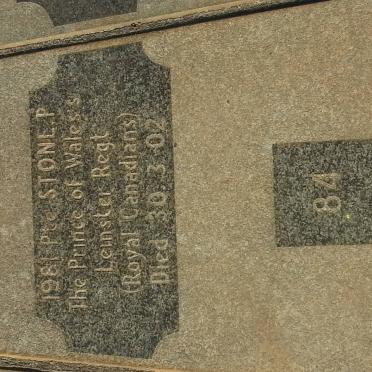 1981 Pte STONE.P
The Prince of Wales's
Leinster Regt
(Royal Canadians)
Died 30.3.02
84